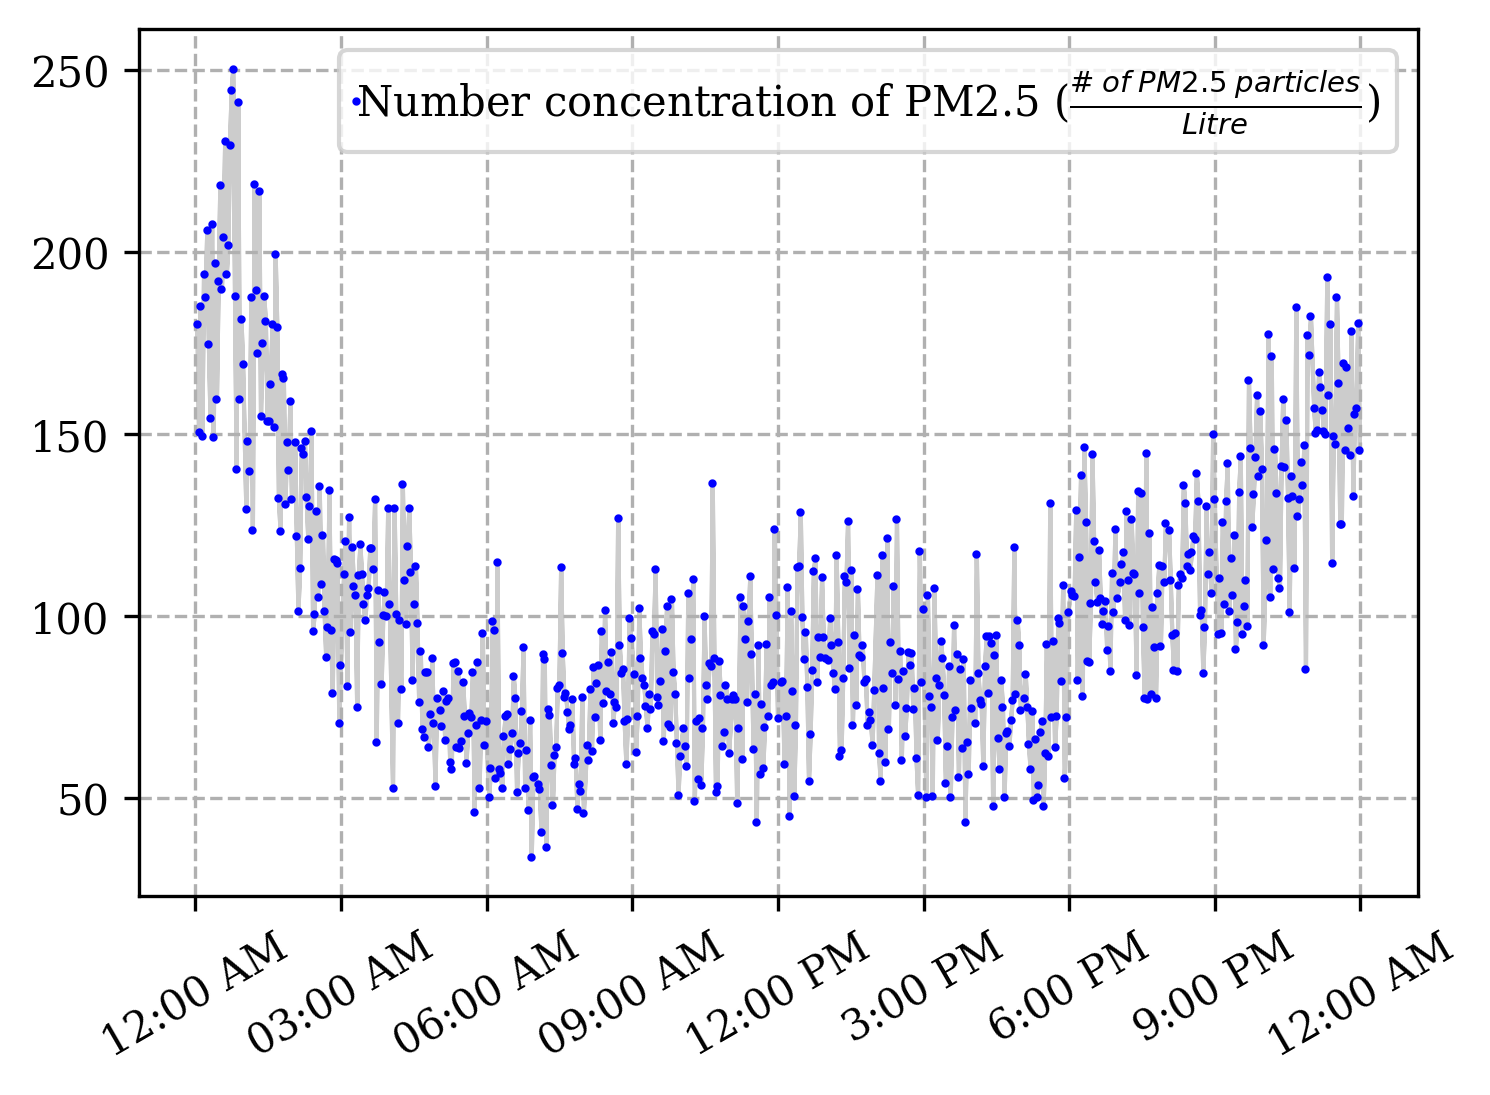 250
200
150
100
50
Number concentration of PM2.5 (# of PM2.5 particles / Litre)
12:00 AM
03:00 AM
06:00 AM
09:00 AM
12:00 PM
3:00 PM
6:00 PM
9:00 PM
12:00 AM